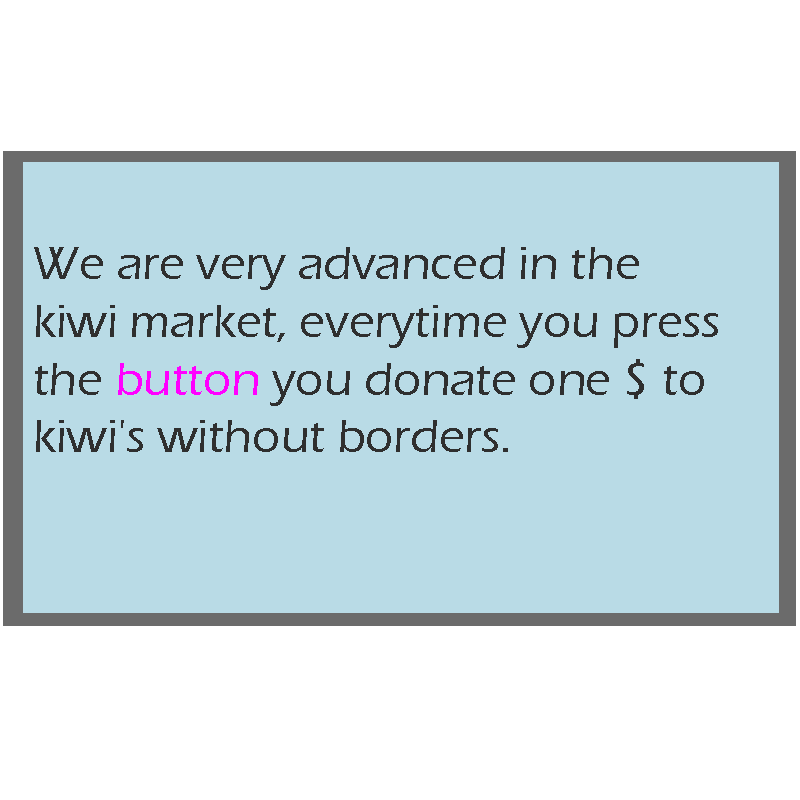 We are very advanced in the
kiwi market, everytime you press
the button you donate one $ to
kiwi's without borders.